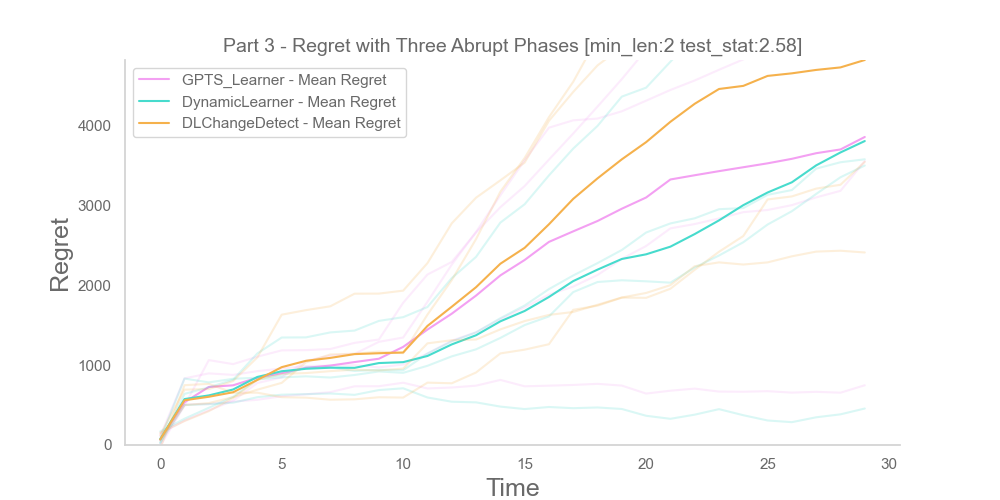 Part 3 - Regret with Three Abrupt Phases [min_len:2 test_stat:2.58]
GPTS_Learner - Mean Regret
DynamicLearner - Mean Regret
DLChangeDetect - Mean Regret
Regret
4000
3000
2000
1000
0
0 5 10 15 20 25 30
Time